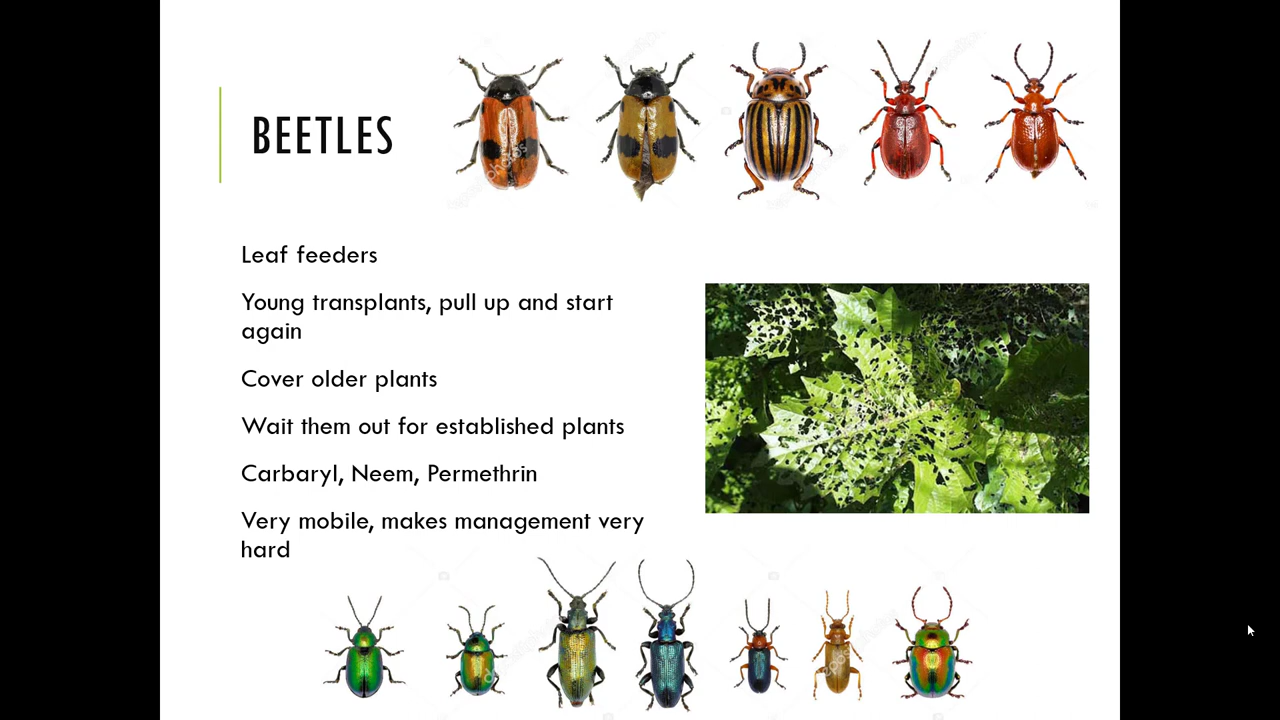 BEETLES
Leaf feeders
Young transplants, pull up and start
again
Cover older plants
Wait them out for established plants
Carbaryl, Neem, Permethrin
Very mobile, makes management very
hard